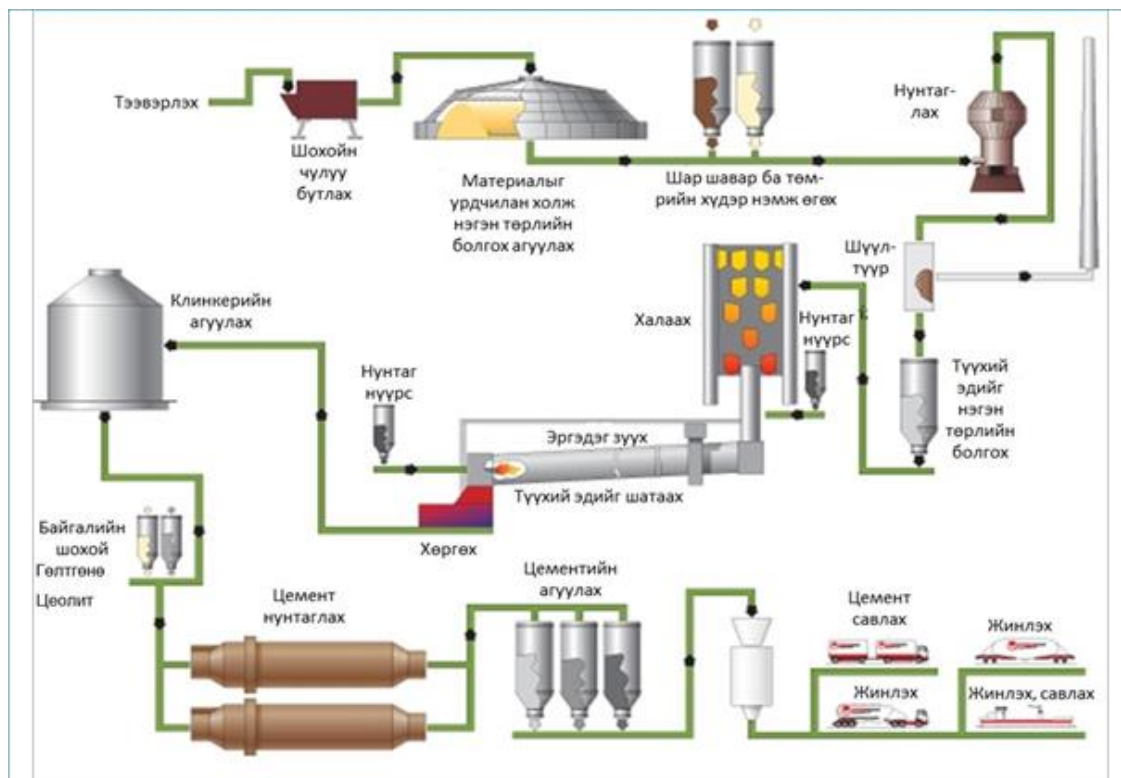 Тээвэрлэх
Шохойн
чулуу
бутлах
Материалыг
урдчилан холж
нэгэн төрлийн
болгох агуулах
Шар шавар ба төм-
рийн хүдэр нэмж өгөх
Нунтаг-
лах
Шүүл-
түүр
Клинкерийн
агуулах
Халаах
Нунтаг
нүүрс
Түүхий
эдийг
нэгэн
төрлийн
болгох
Нунтаг
нүүрс
Эргэдэг зуух
Түүхий эдийг шатаах
Хөргөх
Байгалийн
шохой
Гөлтгөнө
Цеолит
Цемент
нунтаглах
Цементийн
агуулах
Цемент
савлах
Жинлэх
Жинлэх
Жинлэх, савлах